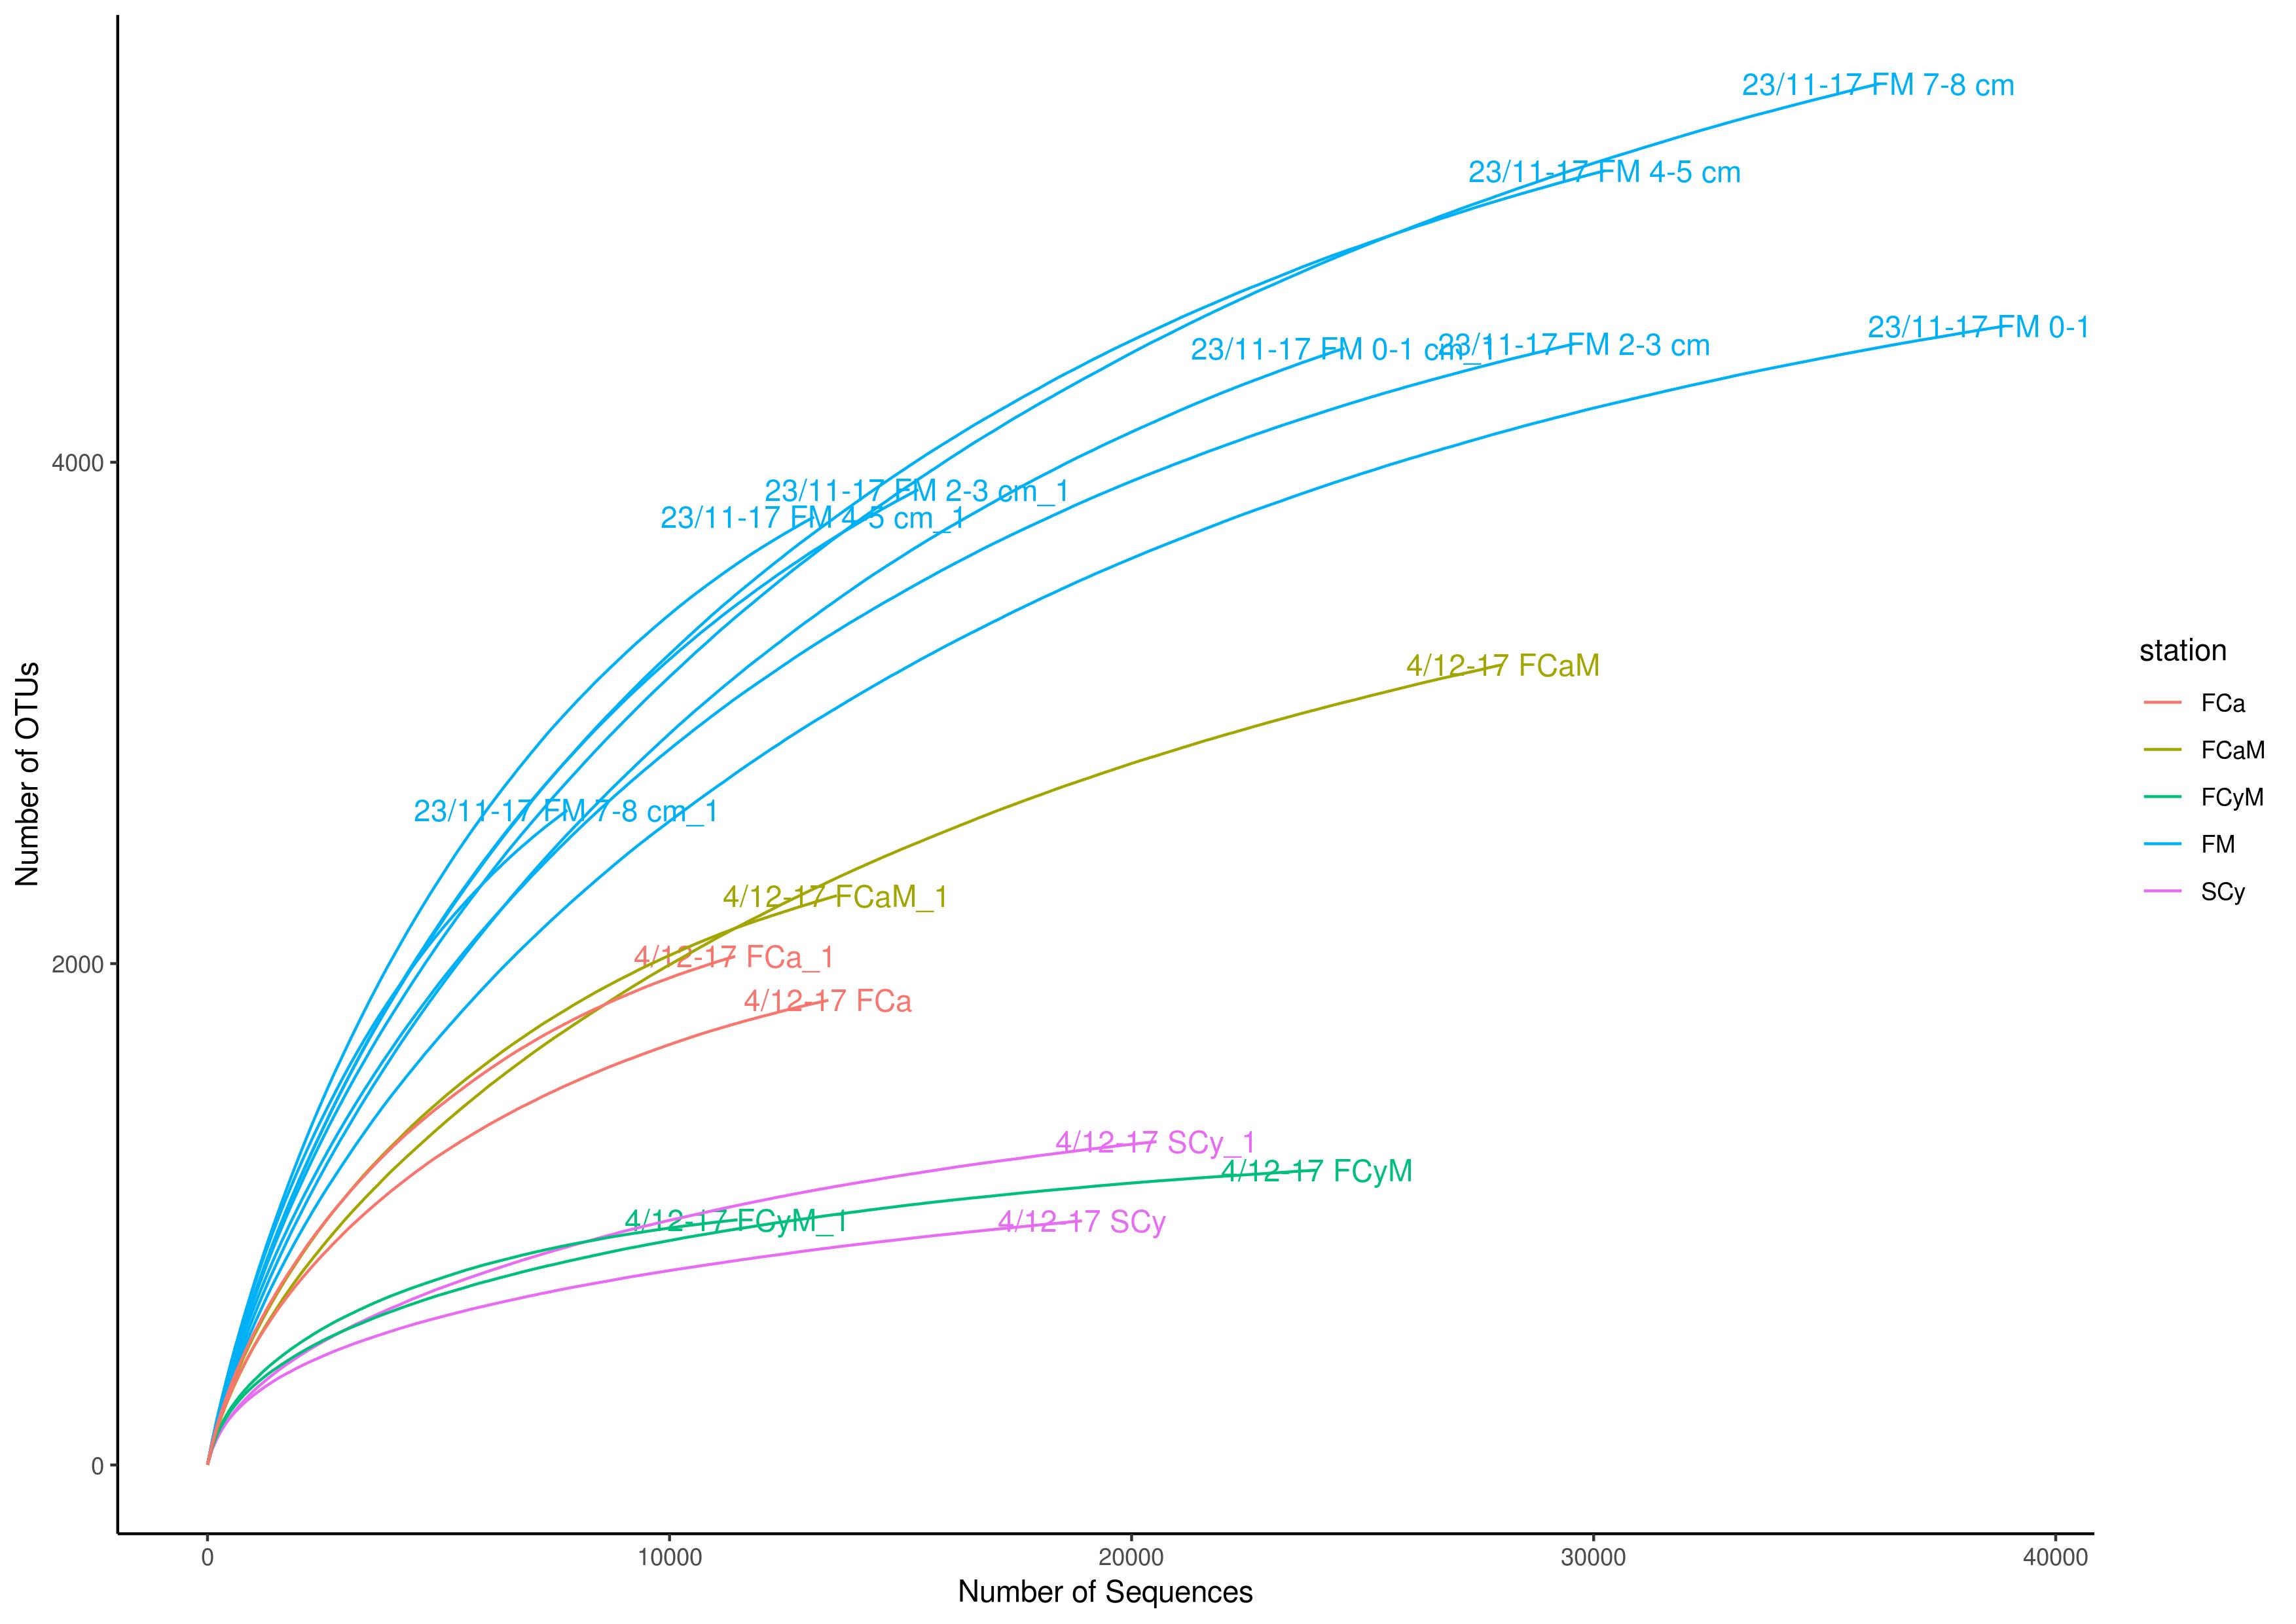 23/11-17 FM 7-8 cm
23/11-17 FM 4-5 cm
23/11-17 FM 0-1
23/11-17 FM 2-3 cm
23/11-17 FM 0-1 cm_1
4000
23/11-17 FM 2-3 cm_1
23/11-17 FM 4-5 cm_1
4/12-17 FCaM
23/11-17 FM 7-8 cm_1
4/12-17 FCaM_1
2000
4/12-17 FCa_1
4/12-17 FCa
4/12-17 SCy_1
4/12-17 FCyM
4/12-17 FCyM_1
4/12-17 SCy
0
Number of OTUs
0
10000
20000
30000
40000
Number of Sequences
station
FCa
FCaM
FCyM
FM
SCy